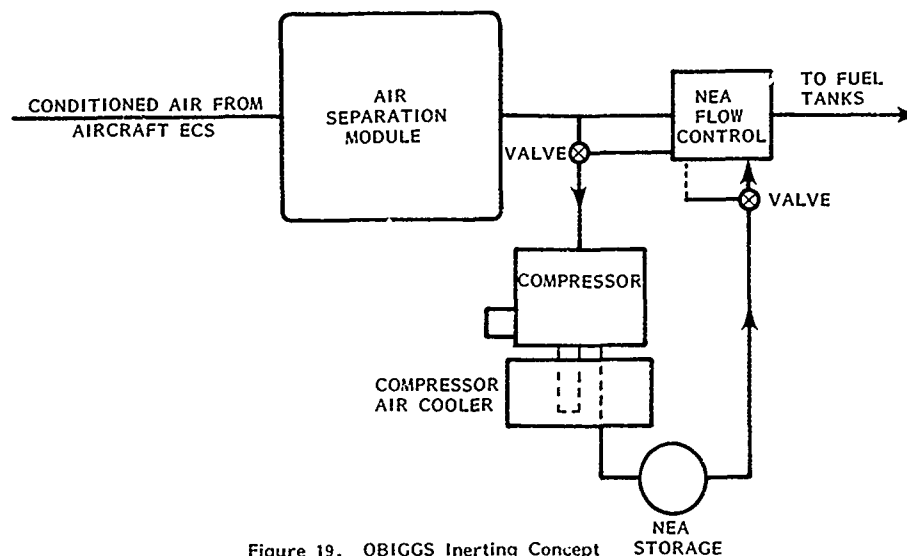 CONDITIONED AIR FROM
AIRCRAFT ECS
AIR
SEPARATION
MODULE
VALVE
NEA
FLOW
CONTROL
TO FUEL
TANKS
VALVE
COMPRESSOR
COMPRESSOR
AIR COOLER
NEA
STORAGE
Figure 19. OBIGGS Inerting Concept